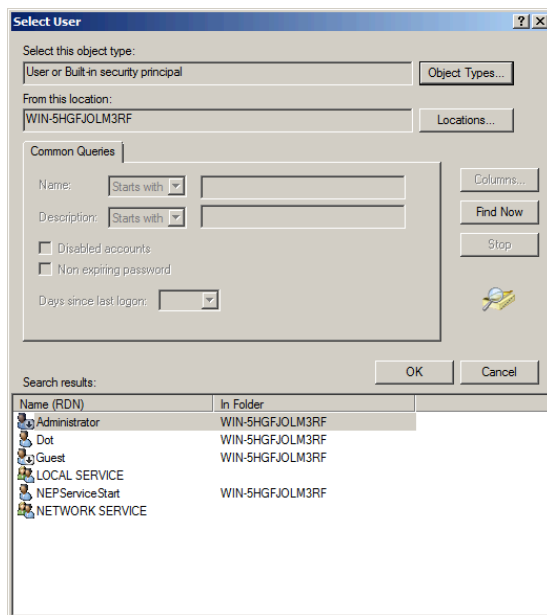 Select User
Select this object type:
User or Built-in security principal
Object Types...
From this location:
WIN-5HGFJOLM3RF
Locations...
Common Queries
Name: Starts with
Columns...
Description: Starts with
Find Now
Disabled accounts
Stop
Non expiring password
Days since last logon:
OK Cancel
Search results:
Name (RDN) In Folder
Administrator WIN-5HGFJOLM3RF
Dot WIN-5HGFJOLM3RF
Guest WIN-5HGFJOLM3RF
LOCAL SERVICE
NEPServiceStart WIN-5HGFJOLM3RF
NETWORK SERVICE